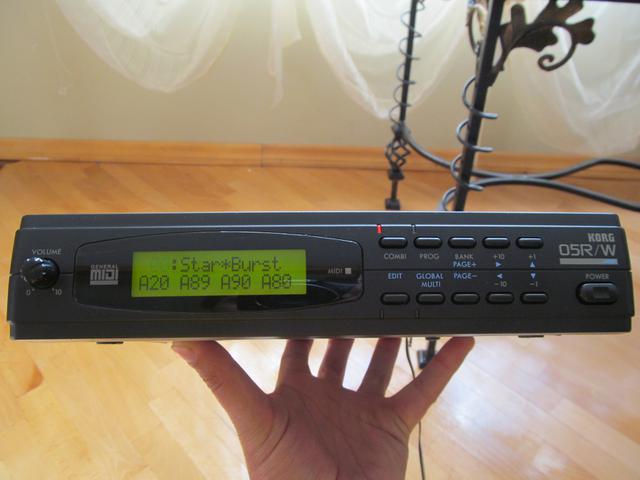 VOLUME
0 10
GENERAL
MIDI
:Star*Burst
A20 A89 A90 A80
MIDI
COMBI PROG BANK +10 +1
PAGE+ ▶ ▲
EDIT GLOBAL PAGE− ◀ ▼
MULTI −10 −1
KORG
05R/W
POWER